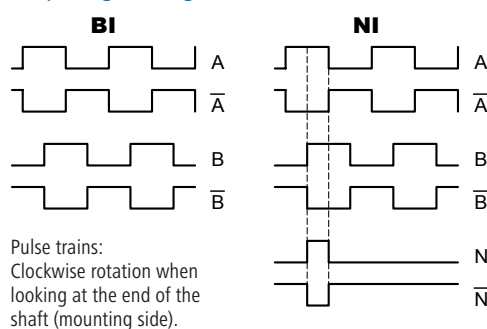 BI
A
A̅
B
B̅
Pulse trains:
Clockwise rotation when
looking at the end of the
shaft (mounting side).
NI
A
A̅
B
B̅
N
N̅